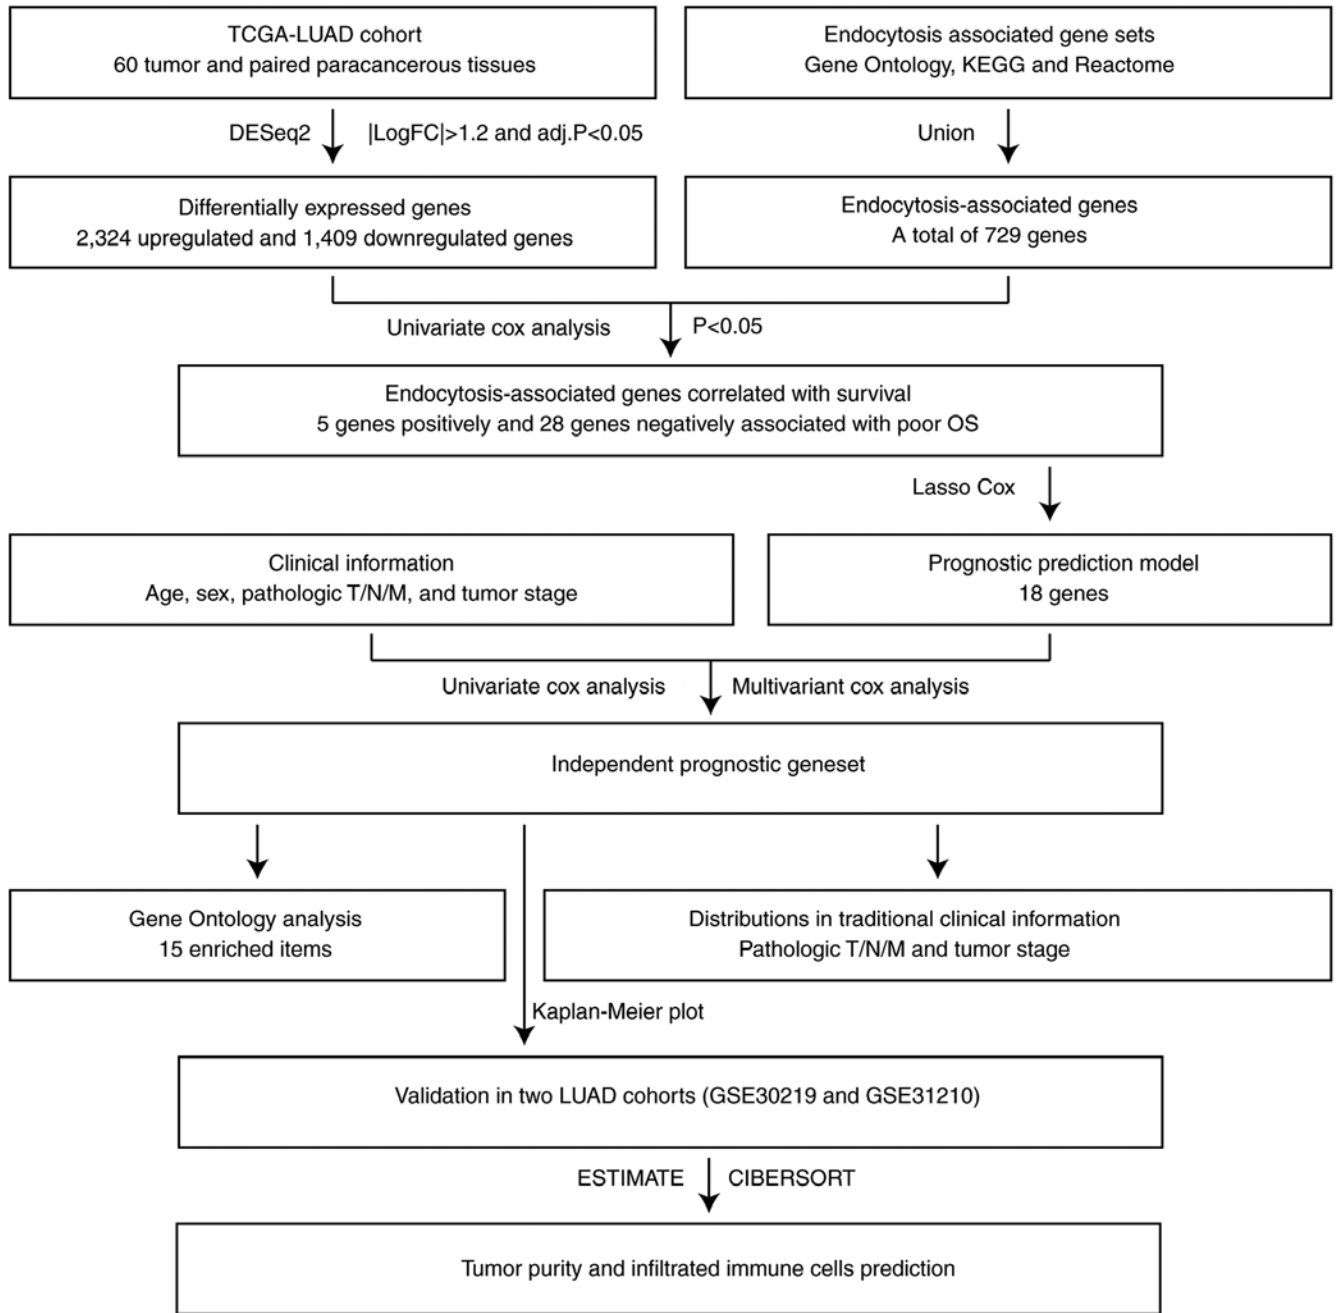 TCGA-LUAD cohort
60 tumor and paired paracancerous tissues
Endocytosis associated gene sets
Gene Ontology, KEGG and Reactome
DESeq2
|LogFC|>1.2 and adj.P<0.05
Union
Differentially expressed genes
2,324 upregulated and 1,409 downregulated genes
Endocytosis-associated genes
A total of 729 genes
Univariate cox analysis
P<0.05
Endocytosis-associated genes correlated with survival
5 genes positively and 28 genes negatively associated with poor OS
Lasso Cox
Clinical information
Age, sex, pathologic T/N/M, and tumor stage
Prognostic prediction model
18 genes
Univariate cox analysis
Multivariant cox analysis
Independent prognostic geneset
Gene Ontology analysis
15 enriched items
Distributions in traditional clinical information
Pathologic T/N/M and tumor stage
Kaplan-Meier plot
Validation in two LUAD cohorts (GSE30219 and GSE31210)
ESTIMATE
CIBERSORT
Tumor purity and infiltrated immune cells prediction